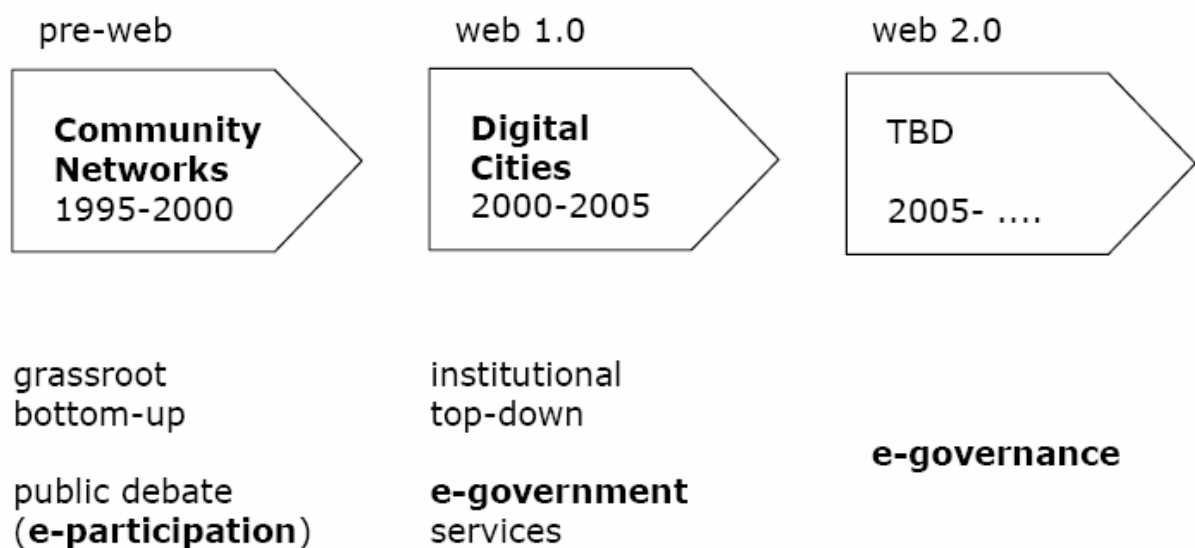 pre-web
Community
Networks
1995-2000
grassroot
bottom-up
public debate
(e-participation)
web 1.0
Digital
Cities
2000-2005
institutional
top-down
e-government
services
web 2.0
TBD
2005- ....
e-governance